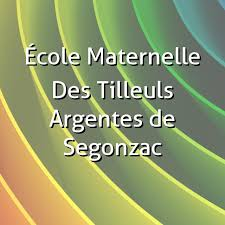 École Maternelle
Des Tilleuls
Argentes de
Segonzac